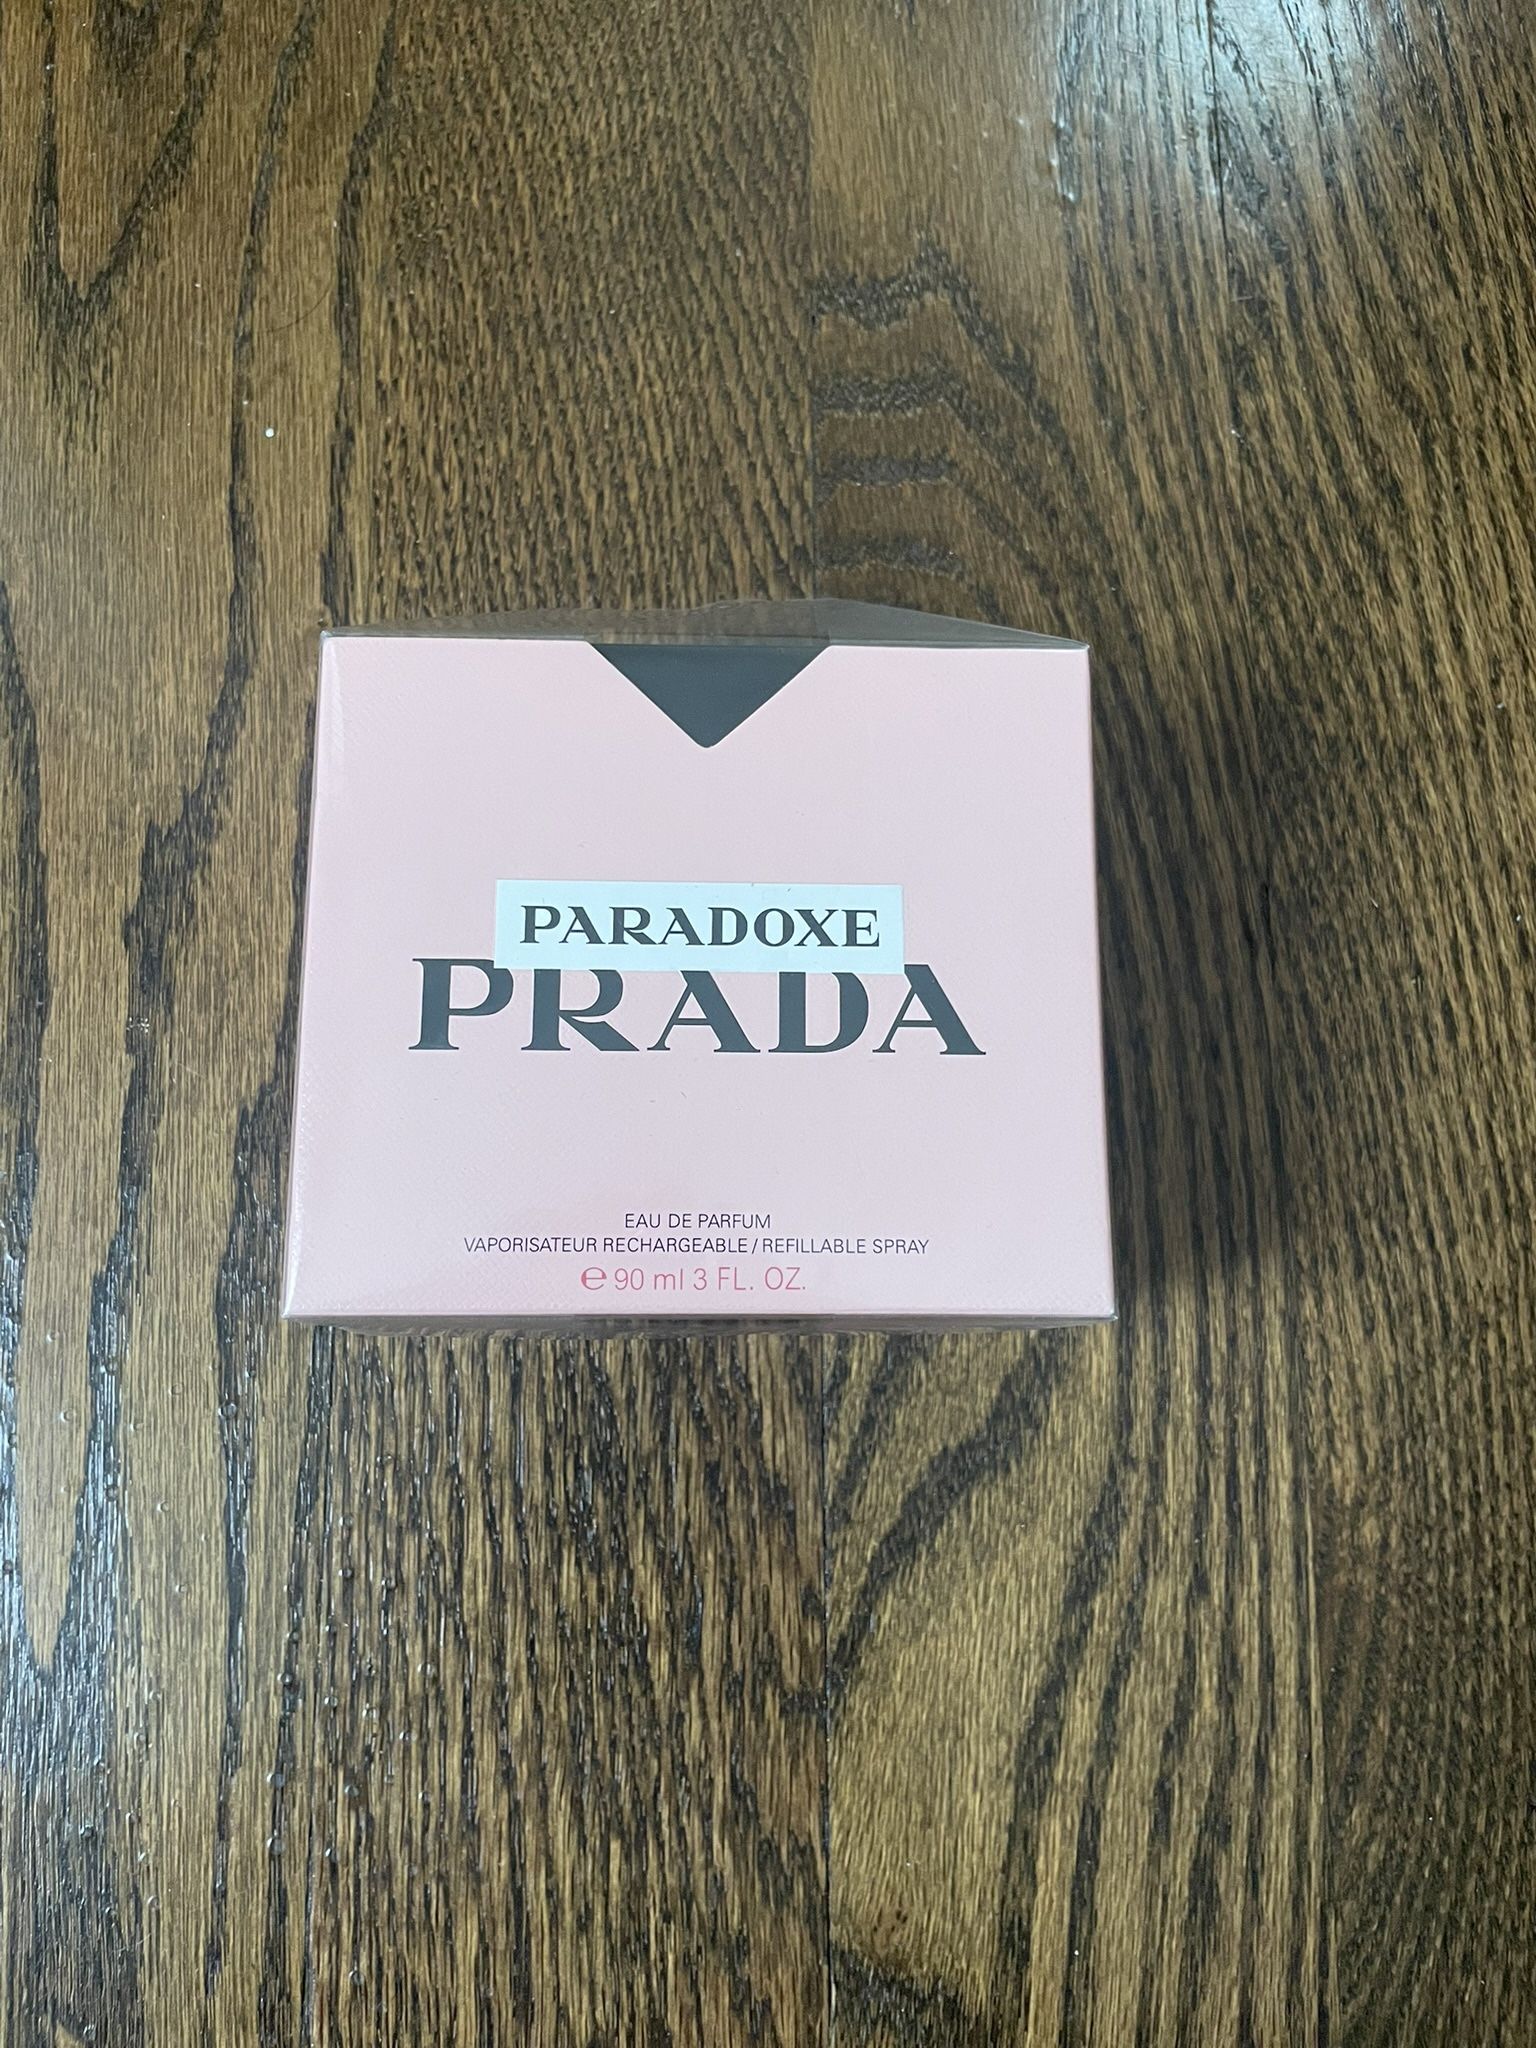 PARADOXE
PRADA
EAU DE PARFUM
VAPORISATEUR RECHARGEABLE / REFILLABLE SPRAY
℮ 90 ml 3 FL. OZ.